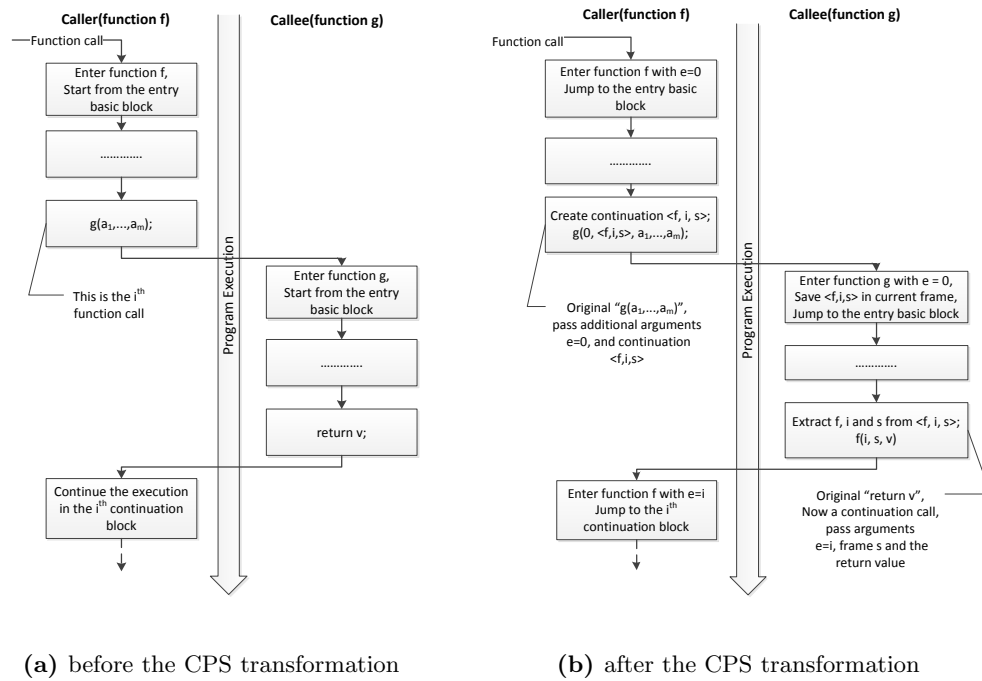 Caller(function f)
Callee(function g)
Function call
Enter function f,
Start from the entry
basic block
.............
g(a₁,...,aₘ);
This is the iᵗʰ
function call
Program Execution
Enter function g,
Start from the entry
basic block
.............
return v;
Continue the execution
in the iᵗʰ continuation
block
(a) before the CPS transformation
Caller(function f)
Callee(function g)
Function call
Enter function f with e=0
Jump to the entry basic
block
.............
Create continuation <f, i, s>;
g(0, <f,i,s>, a₁,...,aₘ);
Original “g(a₁,...,aₘ)”,
pass additional arguments
e=0, and continuation
<f,i,s>
Program Execution
Enter function g with e = 0,
Save <f,i,s> in current frame,
Jump to the entry basic block
.............
Extract f, i and s from <f, i, s>;
f(i, s, v)
Original “return v”,
Now a continuation call,
pass arguments
e=i, frame s and the
return value
Enter function f with e=i
Jump to the iᵗʰ
continuation block
(b) after the CPS transformation